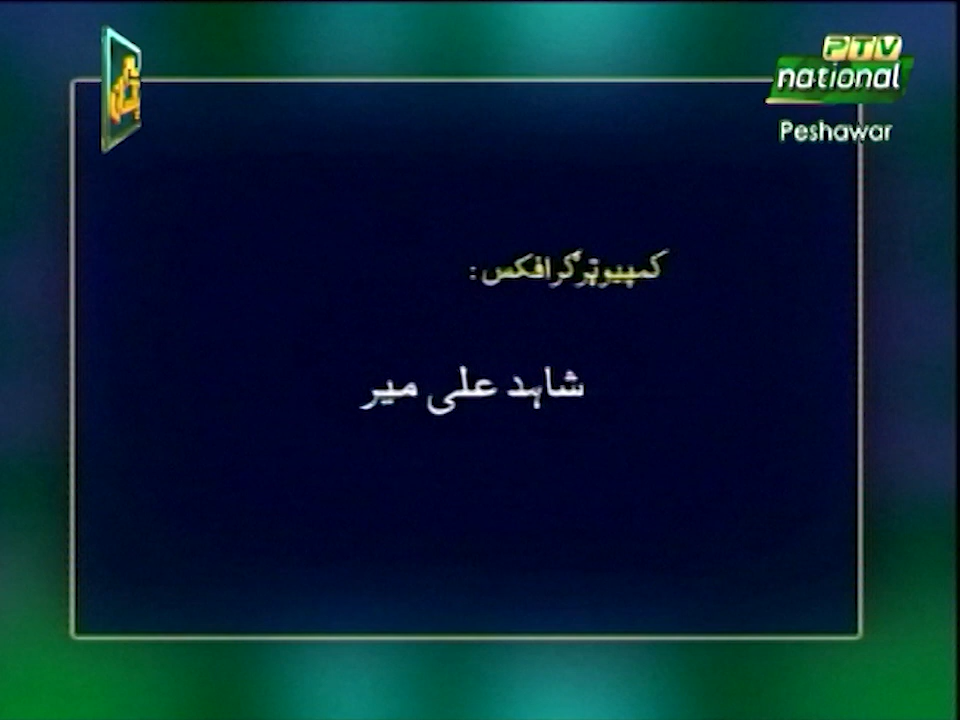 PTV
national
Peshawar
کمپیوٹر گرافکس :
شاہد علی میر